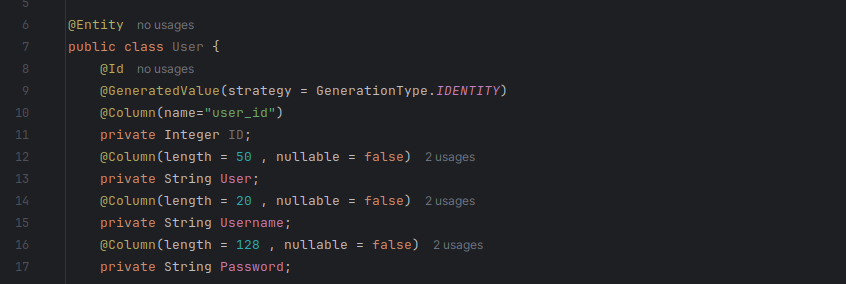 5
6 @Entity no usages
7 public class User {
8 @Id no usages
9 @GeneratedValue(strategy = GenerationType.IDENTITY)
10 @Column(name="user_id")
11 private Integer ID;
12 @Column(length = 50 , nullable = false) 2 usages
13 private String User;
14 @Column(length = 20 , nullable = false) 2 usages
15 private String Username;
16 @Column(length = 128 , nullable = false) 2 usages
17 private String Password;